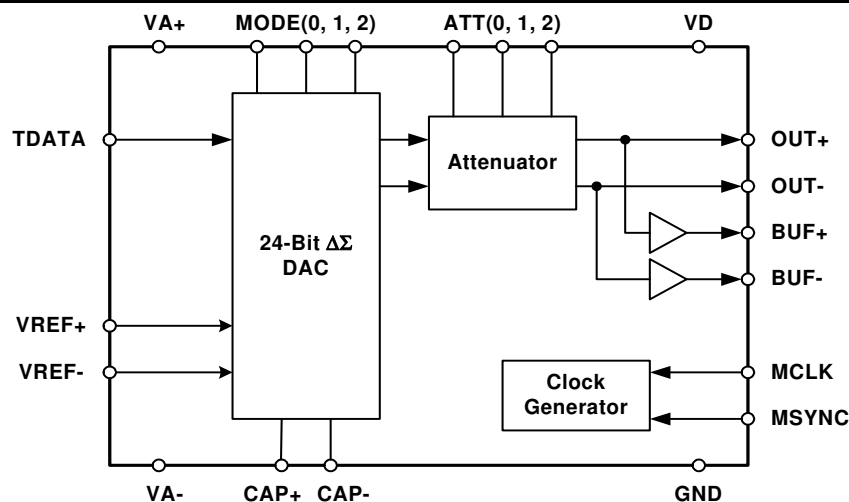 VA+ MODE(0, 1, 2) ATT(0, 1, 2) VD
TDATA
OUT+
Attenuator
OUT-
24-Bit ΔΣ
DAC
BUF+
BUF-
VREF+
VREF-
Clock
Generator
MCLK
MSYNC
VA- CAP+ CAP- GND